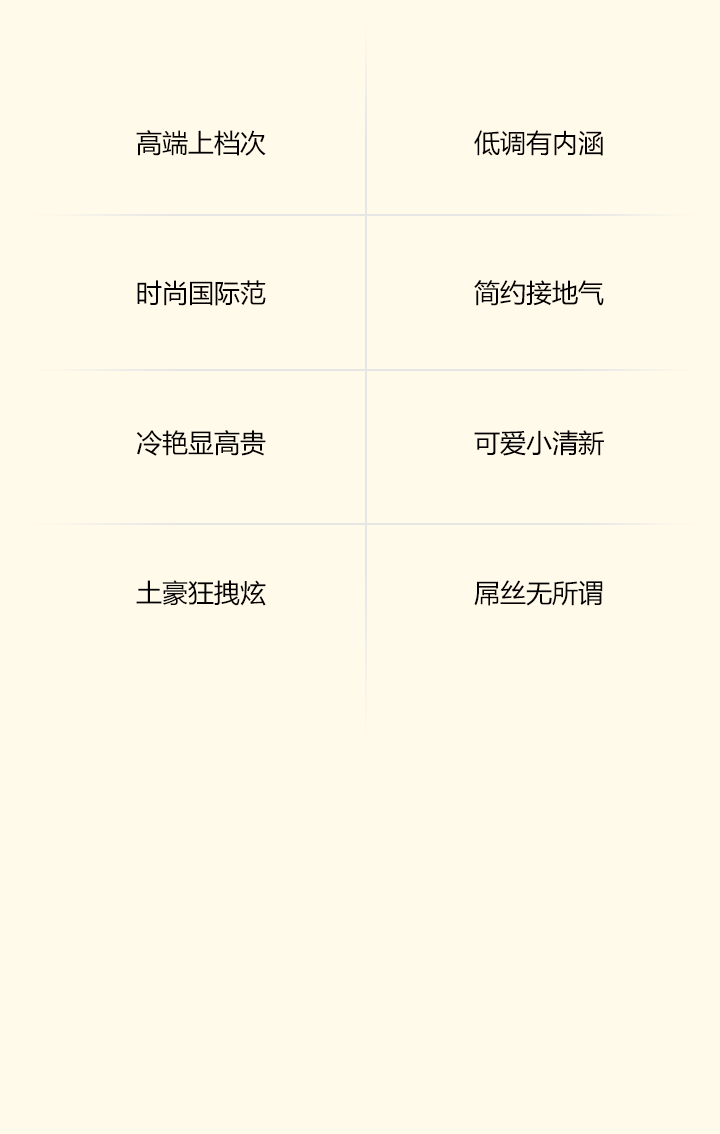 高端上档次
低调有内涵
时尚国际范
简约接地气
冷艳显高贵
可爱小清新
土豪狂拽炫
屌丝无所谓